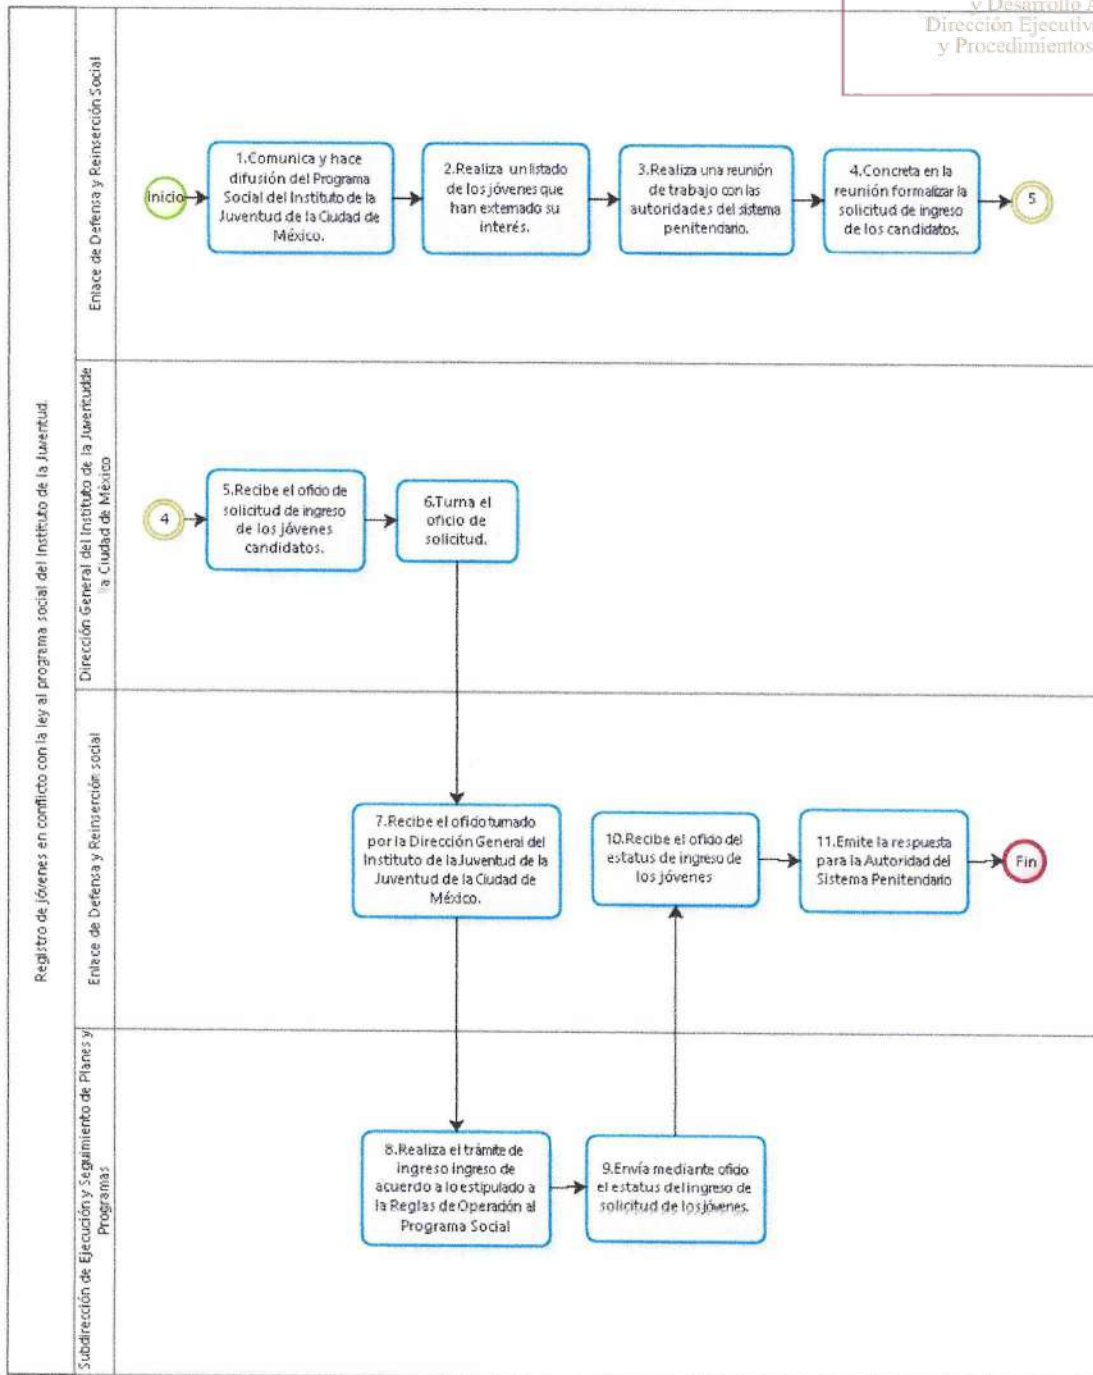 y Desarrollo A
Dirección Ejecutiv
y Procedimientos
Registro de jóvenes en conflicto con la ley al programa social del Instituto de la Juventud.
Enlace de Defensa y Reinserción Social
Inicio
1.Comunica y hace
difusión del Programa
Social del Instituto de la
Juventud de la Ciudad de
México.
2.Realiza un listado
de los jóvenes que
han externado su
interés.
3.Realiza una reunión
de trabajo con las
autoridades del sistema
penitenciario.
4.Concreta en la
reunión formalizar la
solicitud de ingreso
de los candidatos.
5
Dirección General del Instituto de la Juventudde
la Ciudad de México
4
5.Recibe el oficio de
solicitud de ingreso
de los jóvenes
candidatos.
6.Turna el
oficio de
solicitud.
Enlace de Defensa y Reinserción social
7.Recibe el oficio turnado
por la Dirección General del
Instituto de la Juventud de la
Juventud de la Ciudad de
México.
10.Recibe el oficio del
estatus de ingreso de
los jóvenes
11.Emite la respuesta
para la Autoridad del
Sistema Penitenciario
Fin
Subdirección de Ejecución y Seguimiento de Planes y
Programas
8.Realiza el trámite de
ingreso ingreso de
acuerdo a lo estipulado a
la Reglas de Operación al
Programa Social
9.Envía mediante oficio
el estatus del ingreso de
solicitud de los jóvenes.